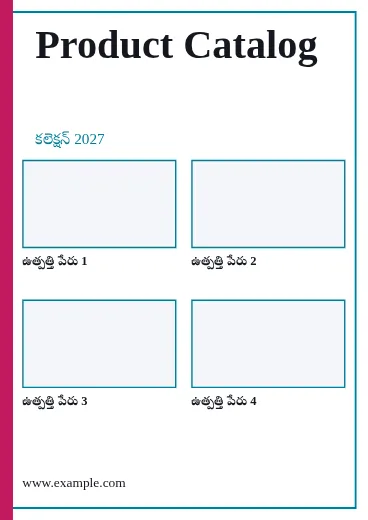 Product Catalog
కలెక్షన్ 2027
ఉత్పత్తి పేరు 1
ఉత్పత్తి పేరు 2
ఉత్పత్తి పేరు 3
ఉత్పత్తి పేరు 4
www.example.com